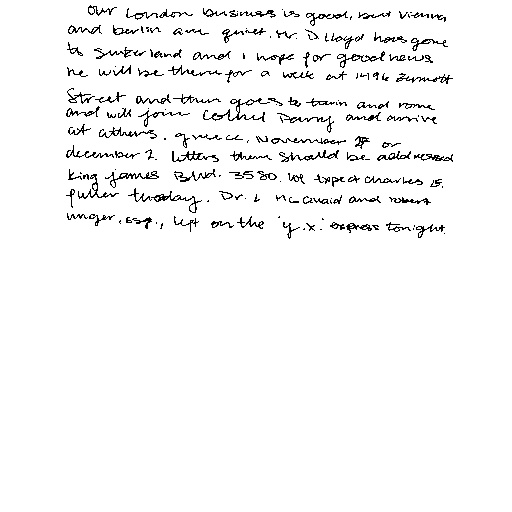 Our London business is good, but Vienna
and berlin are quiet. Mr. D Lloyd has gone
to Switzerland and I hope for good news
he will be there for a week at 1496 Zermott
Street and then goes to turin and rome
and will join Colonel Parry and arrive
at athens, greece, November 27 or
december 2. letters there should be addressed
King james Blvd. 3580. We expect charles E.
fuller tuesday. Dr. L Mc Quaid and robert
unger, esq., left on the 'y.x.' express tonight.